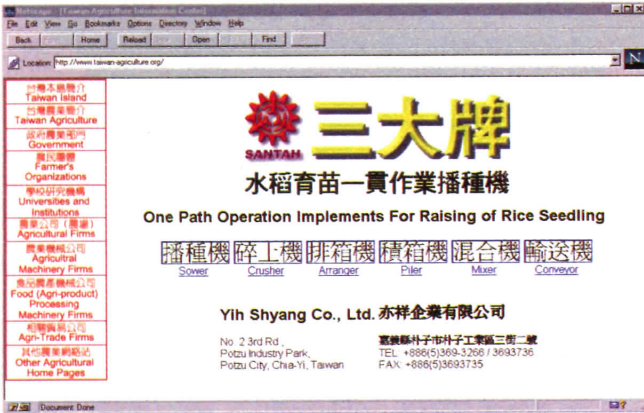 Netscape - [Taiwan Agriculture Information Center]
File Edit View Go Bookmarks Options Directory Window Help
Back Home Reload Open Find
Location: http://www.taiwan-agriculture.org/
N
台灣本島簡介
Taiwan Island
台灣農業簡介
Taiwan Agriculture
政府農業部門
Government
農民團體
Farmer's
Organizations
學校研究機構
Universities and
Institutions
農業公司（農場）
Agricultural Firms
農業機械公司
Agricultral
Machinery Firms
食品農產機械公司
Food (Agri-product)
Processing
Machinery Firms
相關貿易公司
Agri-Trade Firms
其他農業網路站
Other Agricultural
Home Pages
SANTAH
三大牌
水稻育苗一貫作業播種機
One Path Operation Implements For Raising of Rice Seedling
播種機 碎土機 排箱機 積箱機 混合機 輸送機
Sower Crusher Arranger Piler Mixer Conveyor
Yih Shyang Co., Ltd. 亦祥企業有限公司
No. 2 3rd Rd.,
Potzu Industry Park,
Potzu City, Chia-Yi, Taiwan
嘉義縣朴子市朴子工業區三街二號
TEL: +886(5)369-3266 / 3693736
FAX: +886(5)3693735
Document: Done